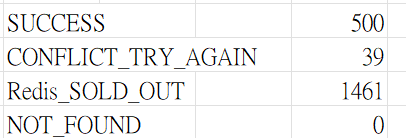 SUCCESS 500
CONFLICT_TRY_AGAIN 39
Redis_SOLD_OUT 1461
NOT_FOUND 0